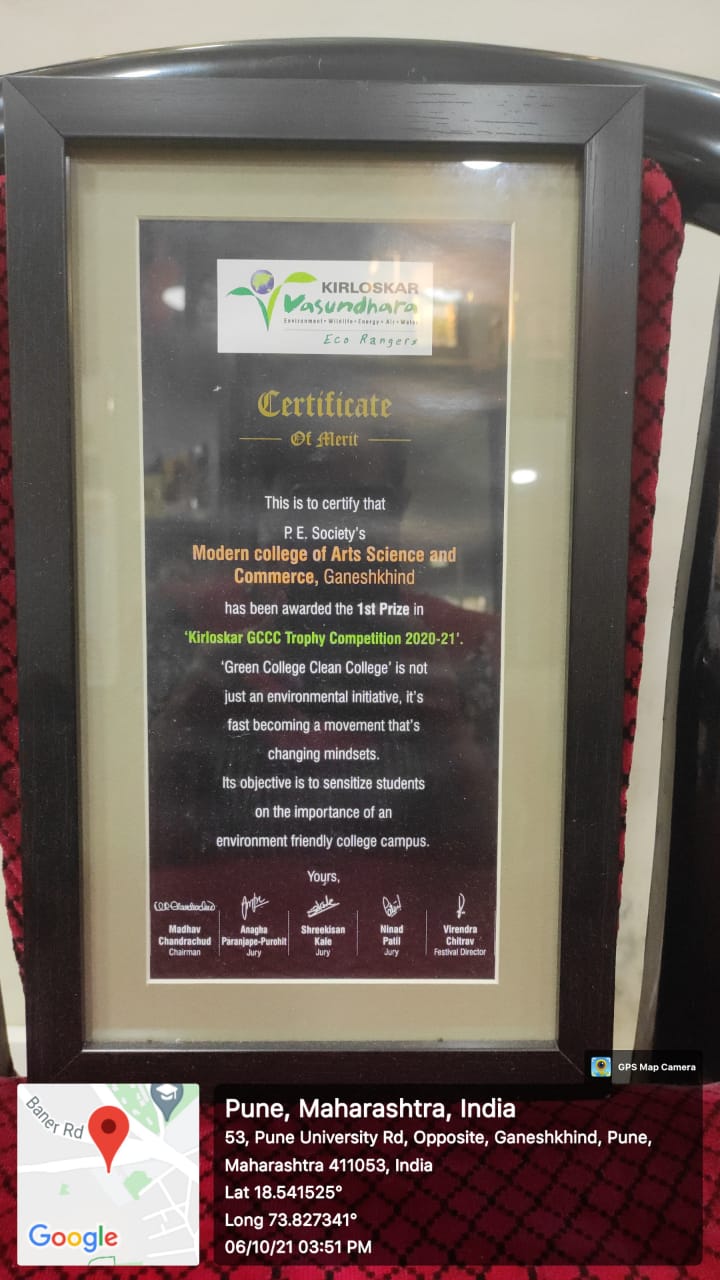 KIRLOSKAR
Vasundhara
Environment • Wildlife • Energy • Air • Water
Eco Rangers
Certificate
Of Merit
This is to certify that
P. E. Society's
Modern college of Arts Science and
Commerce, Ganeshkhind
has been awarded the 1st Prize in
'Kirloskar GCCC Trophy Competition 2020-21'.
'Green College Clean College' is not
just an environmental initiative, it's
fast becoming a movement that's
changing mindsets.
Its objective is to sensitize students
on the importance of an
environment friendly college campus.
Yours,
Madhav Chandrachud
Chairman
Anagha Paranjape-Purohit
Jury
Shreekisan Kale
Jury
Ninad Patil
Jury
Virendra Chitrav
Festival Director
GPS Map Camera
Baner Rd
Google
Pune, Maharashtra, India
53, Pune University Rd, Opposite, Ganeshkhind, Pune,
Maharashtra 411053, India
Lat 18.541525°
Long 73.827341°
06/10/21 03:51 PM